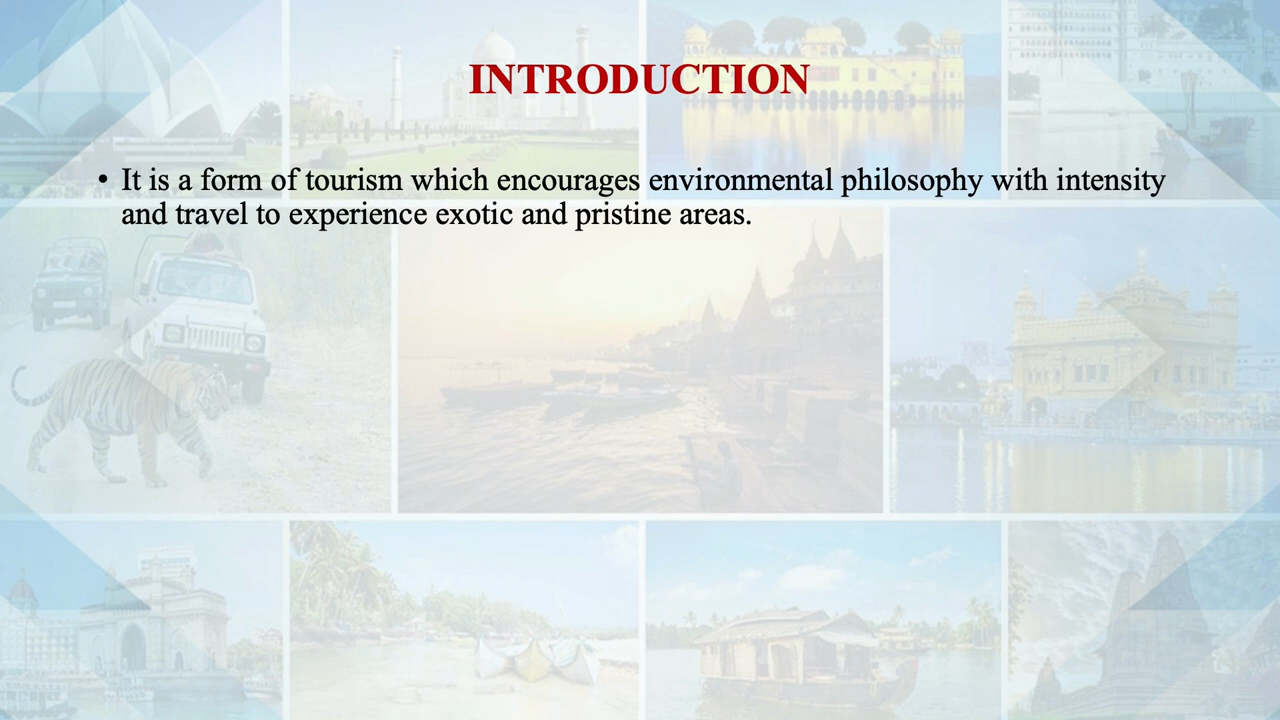 INTRODUCTION
• It is a form of tourism which encourages environmental philosophy with intensity
and travel to experience exotic and pristine areas.